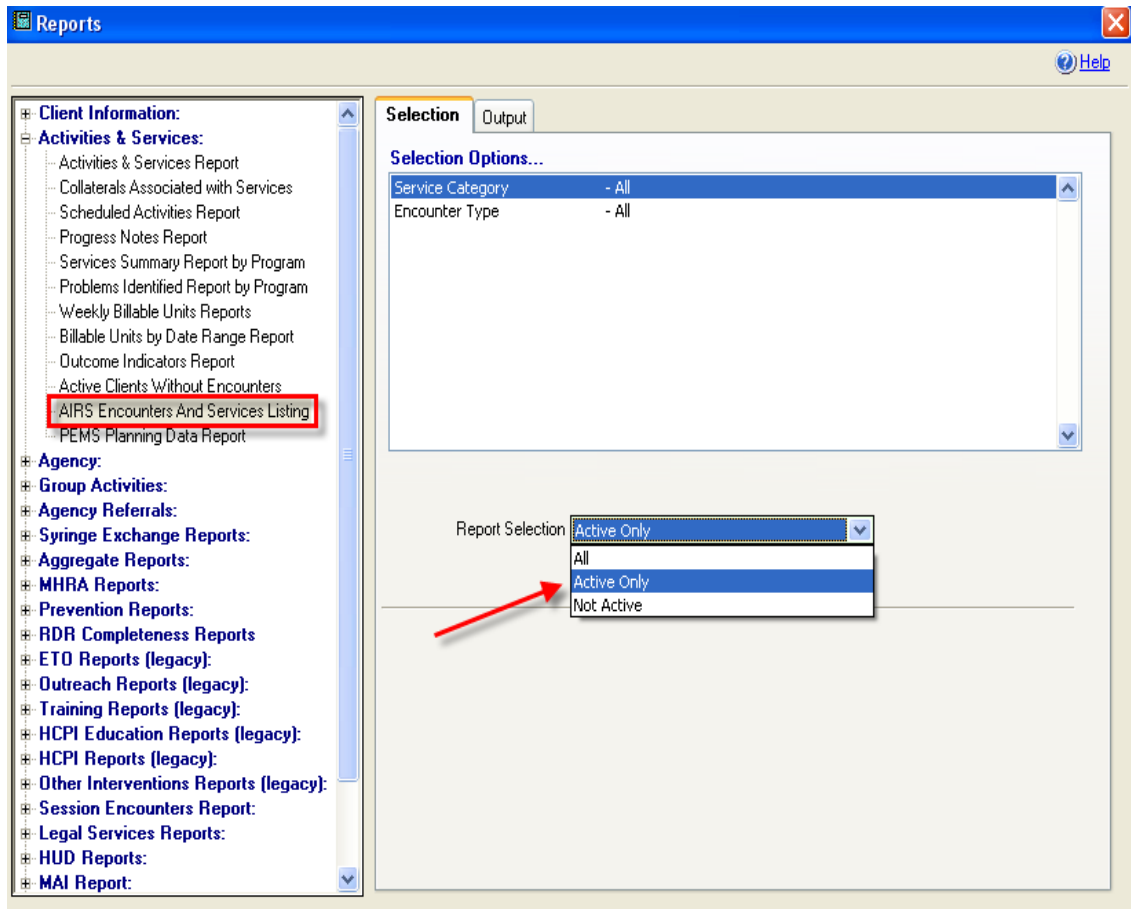 Reports
Help
Client Information:
Activities & Services:
Activities & Services Report
Collaterals Associated with Services
Scheduled Activities Report
Progress Notes Report
Services Summary Report by Program
Problems Identified Report by Program
Weekly Billable Units Reports
Billable Units by Date Range Report
Outcome Indicators Report
Active Clients Without Encounters
AIRS Encounters And Services Listing
PEMS Planning Data Report
Agency:
Group Activities:
Agency Referrals:
Syringe Exchange Reports:
Aggregate Reports:
MHRA Reports:
Prevention Reports:
RDR Completeness Reports
ETO Reports (legacy):
Outreach Reports (legacy):
Training Reports (legacy):
HCPI Education Reports (legacy):
HCPI Reports (legacy):
Other Interventions Reports (legacy):
Session Encounters Report:
Legal Services Reports:
HUD Reports:
MAI Report:
Selection Output
Selection Options...
Service Category - All
Encounter Type - All
Report Selection Active Only
All
Active Only
Not Active